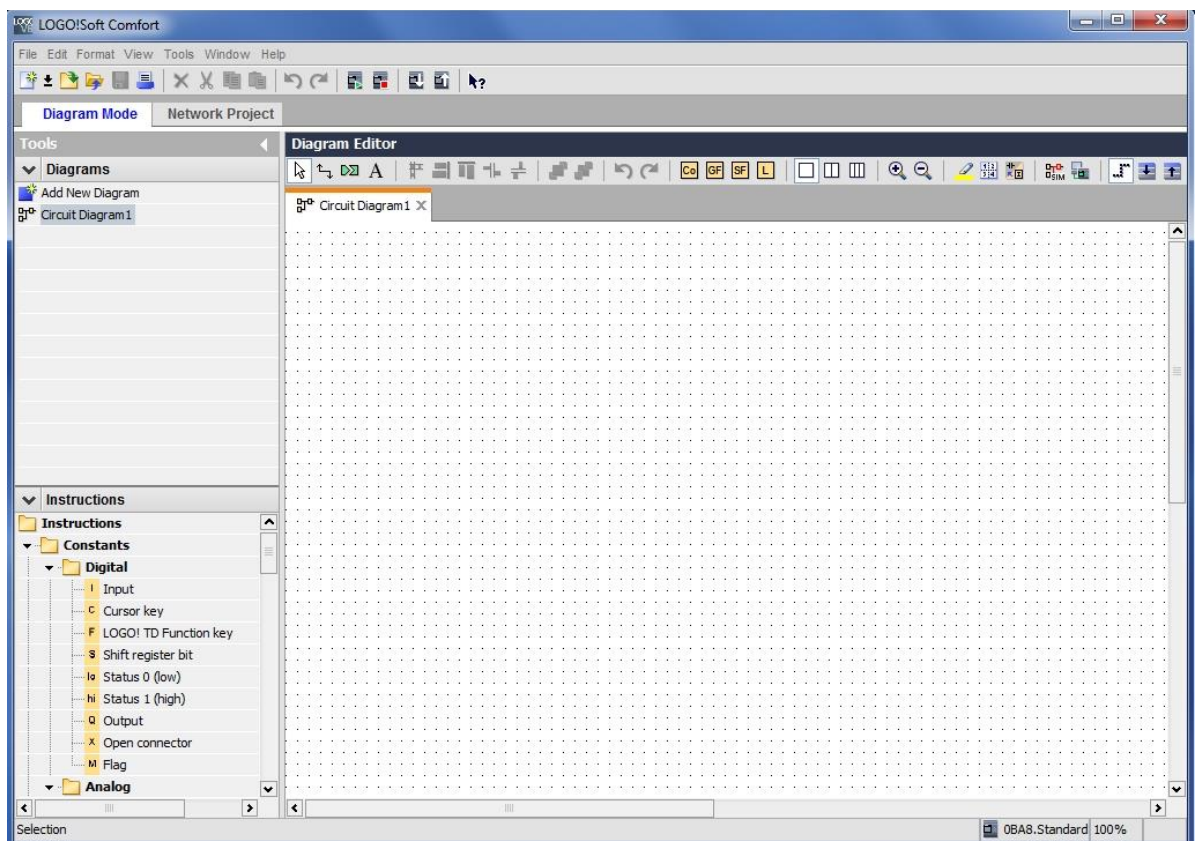 LOGO!Soft Comfort
File Edit Format View Tools Window Help
Diagram Mode Network Project
Tools
Diagrams
Add New Diagram
Circuit Diagram1
Instructions
Instructions
Constants
Digital
I Input
C Cursor key
F LOGO! TD Function key
S Shift register bit
lo Status 0 (low)
hi Status 1 (high)
Q Output
X Open connector
M Flag
Analog
Diagram Editor
A Co GF SF L SIM
Circuit Diagram1
Selection
0BA8.Standard 100%